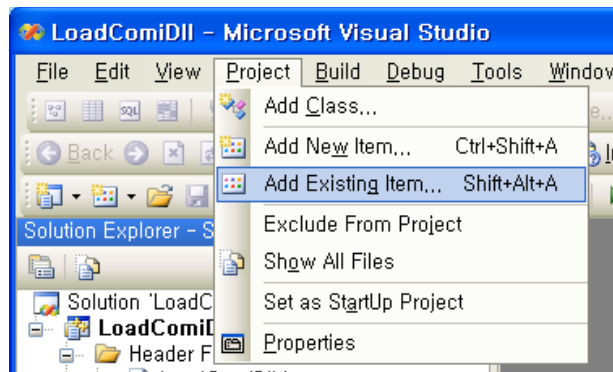 LoadComiDll - Microsoft Visual Studio
File Edit View Project Build Debug Tools Window
SQL
Add Class...
Back
Add New Item... Ctrl+Shift+A
Add Existing Item... Shift+Alt+A
Solution Explorer - S
Exclude From Project
Show All Files
Solution 'LoadC
Set as StartUp Project
LoadComiD
Properties
Header F